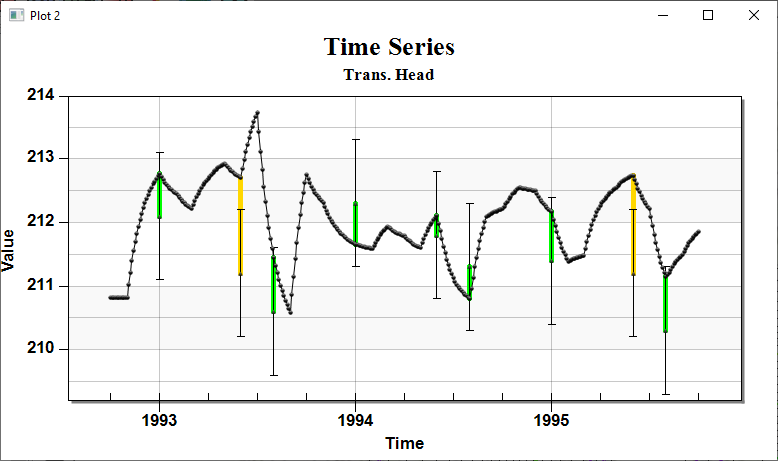 Plot 2
Time Series
Trans. Head
214
213
212
211
210
Value
1993
1994
1995
Time